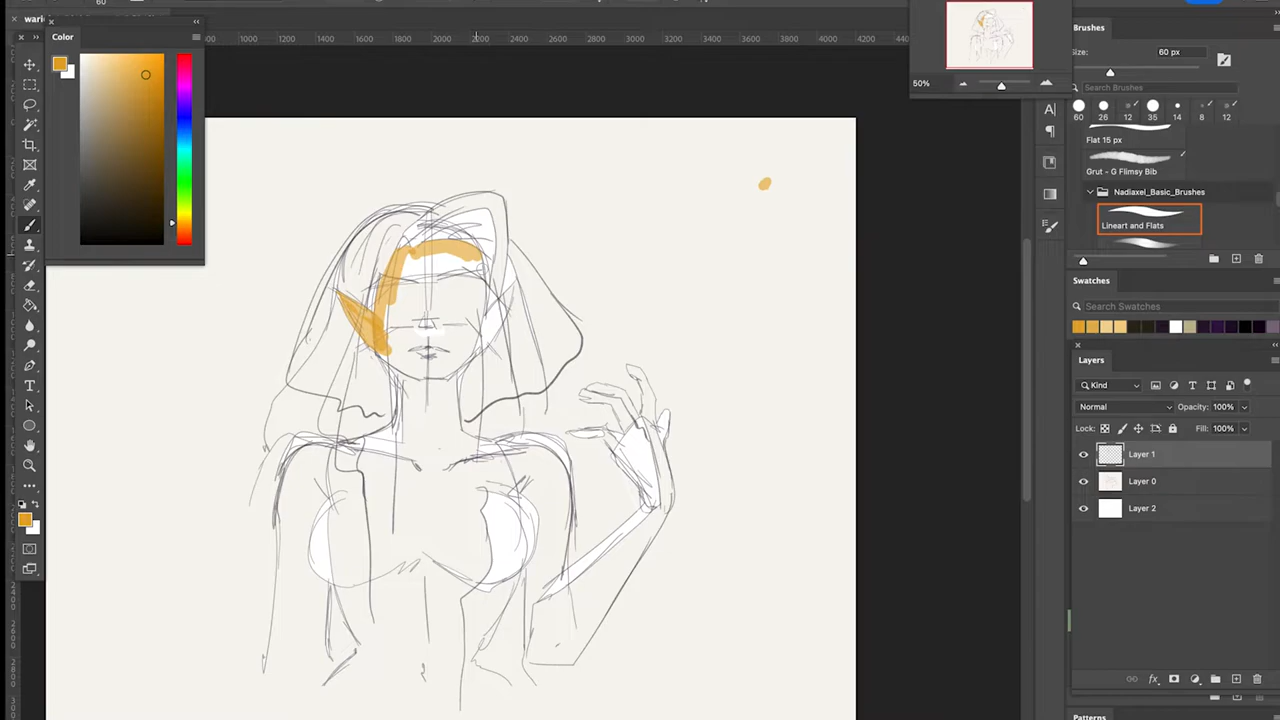 60
wari
Color
1000
1200
1400
1600
1800
2000
2200
2400
2600
2800
3000
3200
3400
3600
3800
4000
4200
50%
Brushes
Size:
60 px
Search Brushes
60 26 12 35 14 8 12
Flat 15 px
Grut - G Flimsy Bib
Nadiaxel_Basic_Brushes
Lineart and Flats
Swatches
Search Swatches
Layers
Kind
Normal
Opacity: 100%
Lock:
Fill: 100%
Layer 1
Layer 0
Layer 2
Patterns